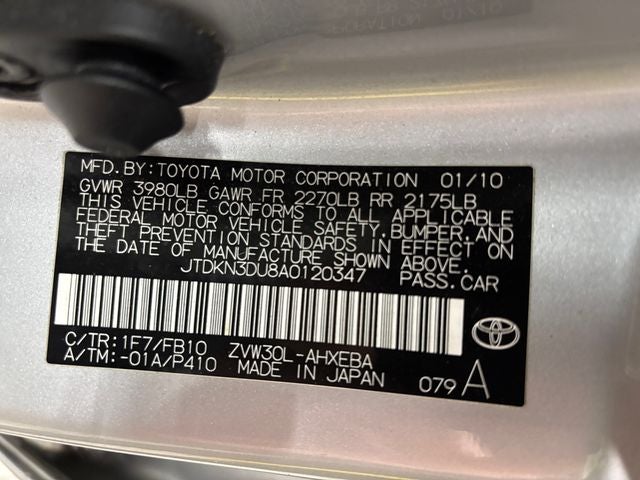 MFD.BY:TOYOTA MOTOR CORPORATION 01/10
GVWR 3980LB GAWR FR 2270LB RR 2175LB
THIS VEHICLE CONFORMS TO ALL APPLICABLE
FEDERAL MOTOR VEHICLE SAFETY,BUMPER, AND
THEFT PREVENTION STANDARDS IN EFFECT ON
THE DATE OF MANUFACTURE SHOWN ABOVE.
JTDKN3DU8A0120347 PASS.CAR
C/TR:1F7/FB10 ZVW30L-AHXEBA
A/TM:-01A/P410 MADE IN JAPAN 079 A